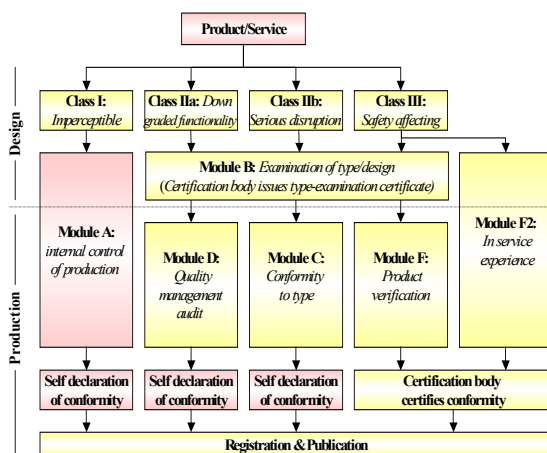 Product/Service
Design
Production
Class I:
Imperceptible
Class IIa: Down
graded functionality
Class IIb:
Serious disruption
Class III:
Safety affecting
Module B: Examination of type/design
(Certification body issues type-examination certificate)
Module A:
internal control
of production
Module D:
Quality
management
audit
Module C:
Conformity
to type
Module F:
Product
verification
Module F2:
In service
experience
Self declaration
of conformity
Self declaration
of conformity
Self declaration
of conformity
Certification body
certifies conformity
Registration & Publication